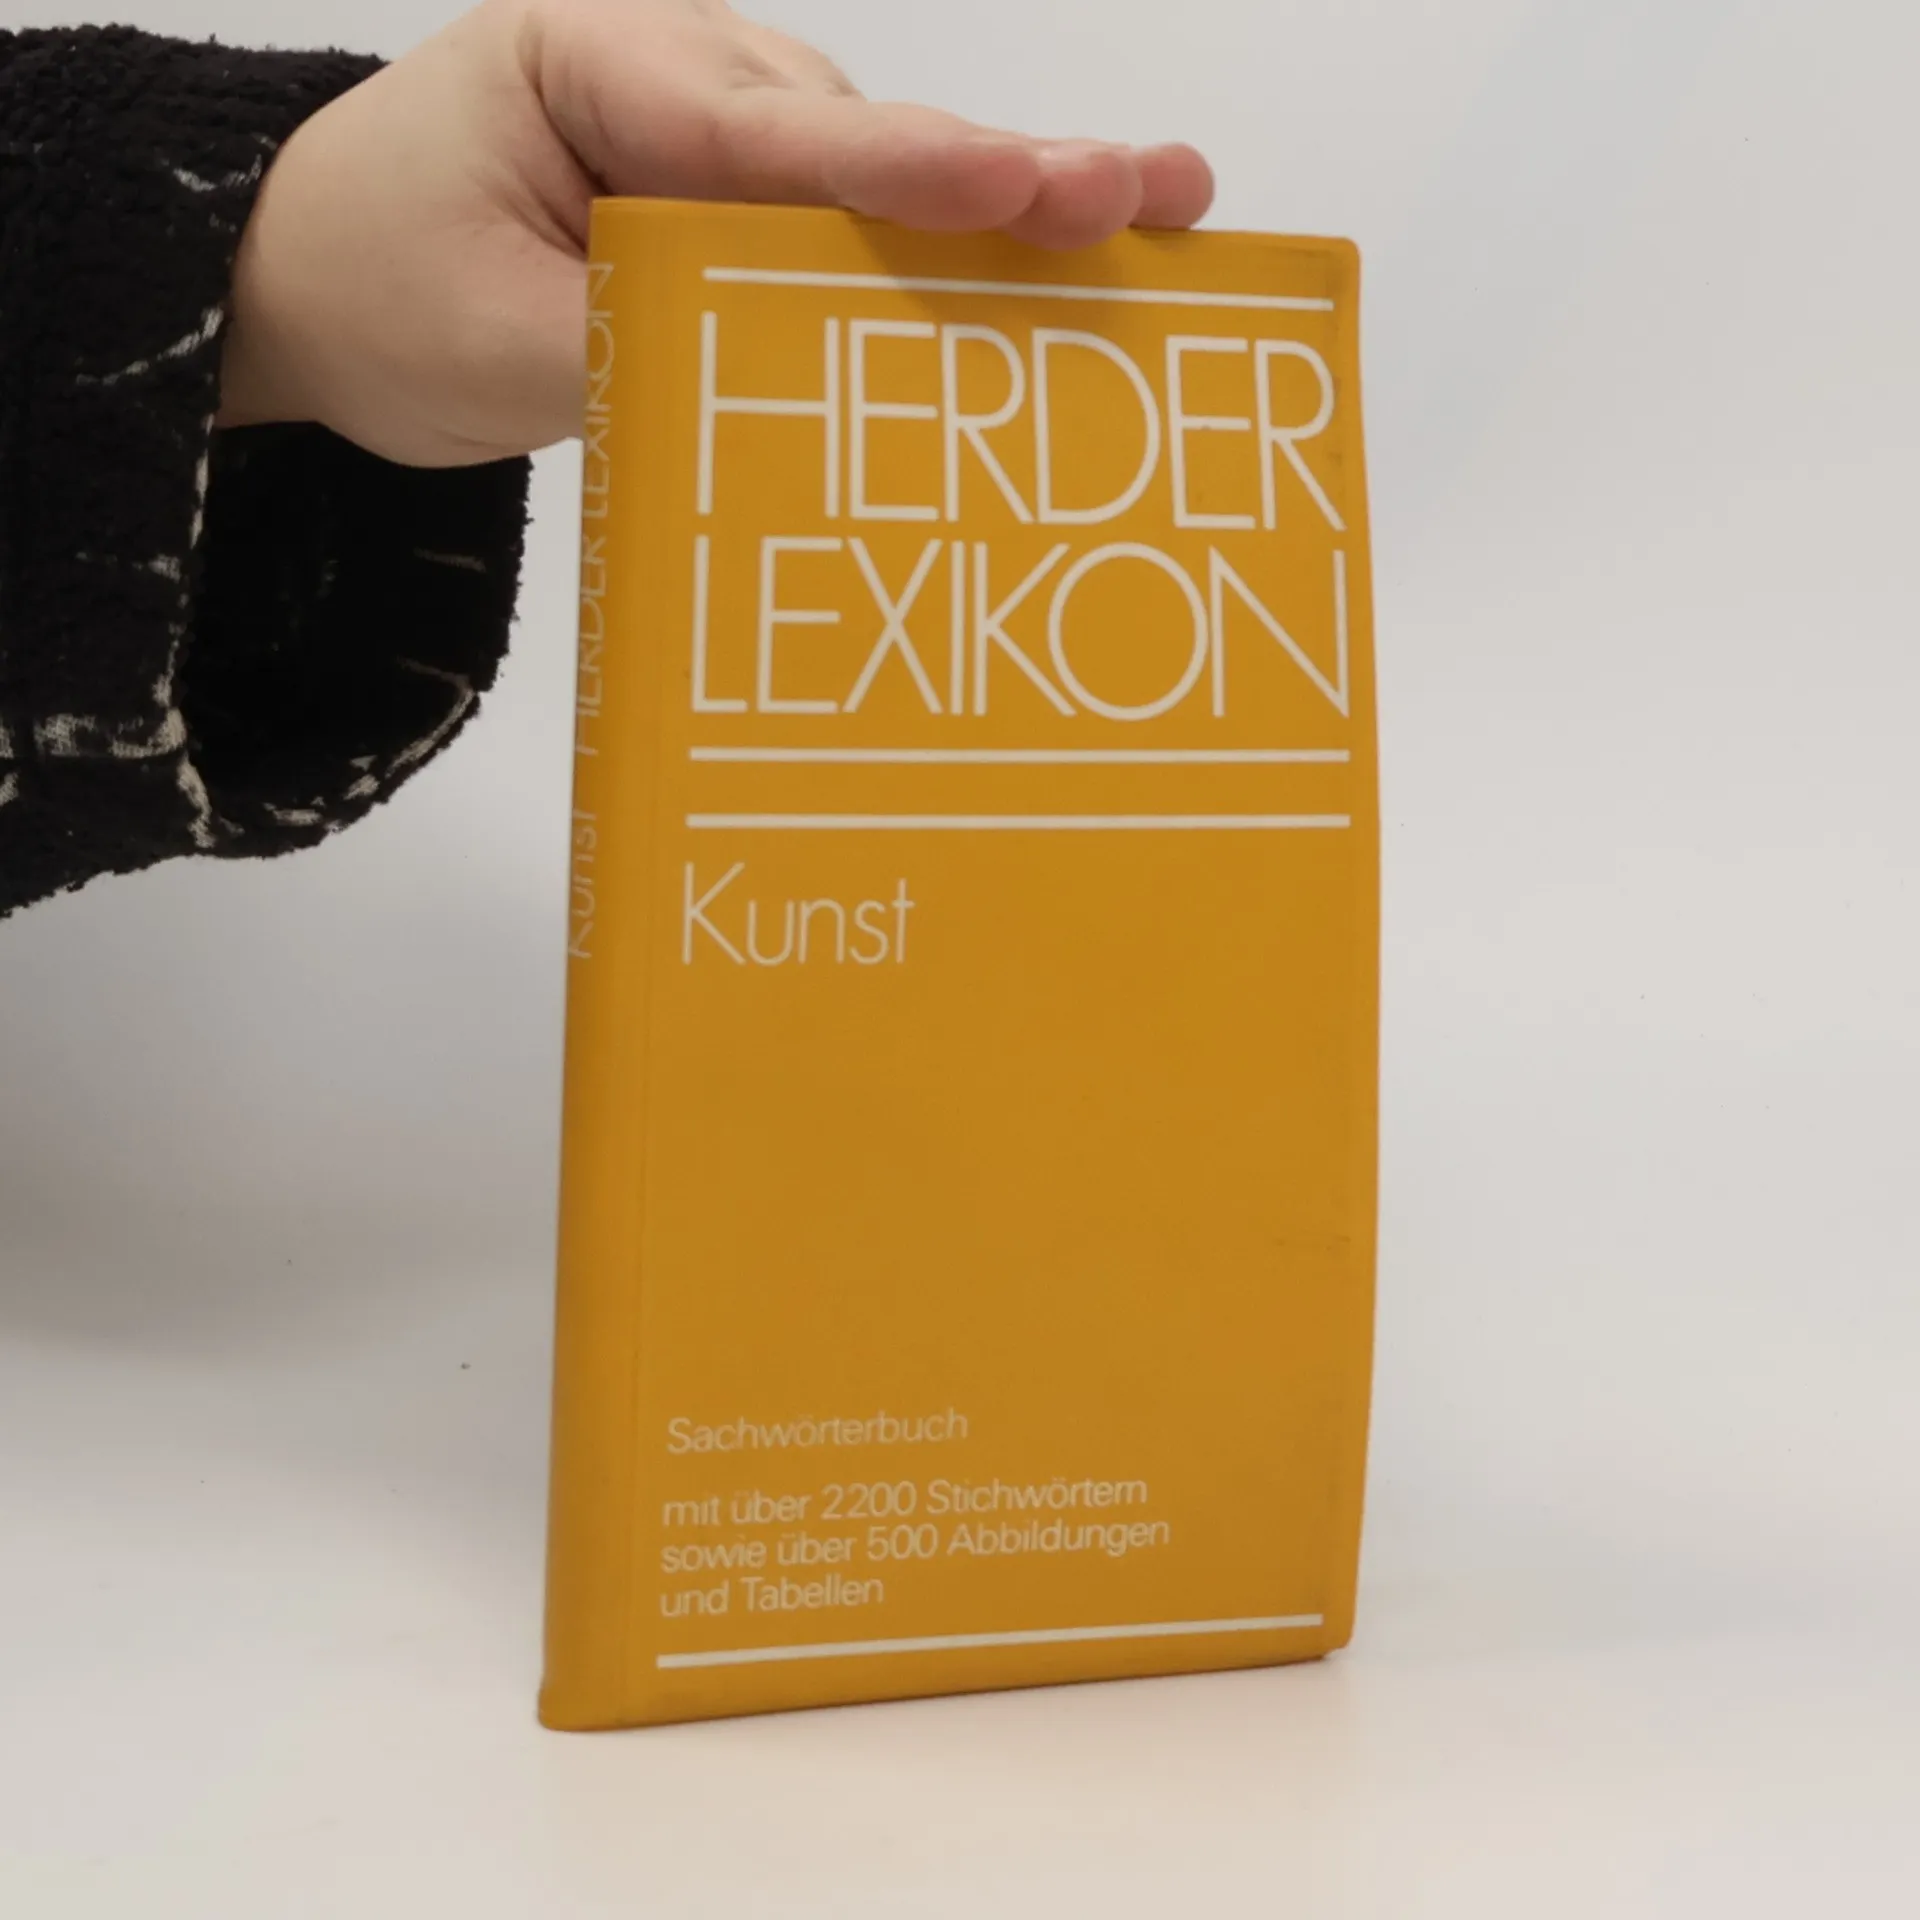 HERDER
LEXIKON
Kunst
Sachwörterbuch
mit über 2200 Stichwörtern
sowie über 500 Abbildungen
und Tabellen
Kunst HERDER LEXIKON